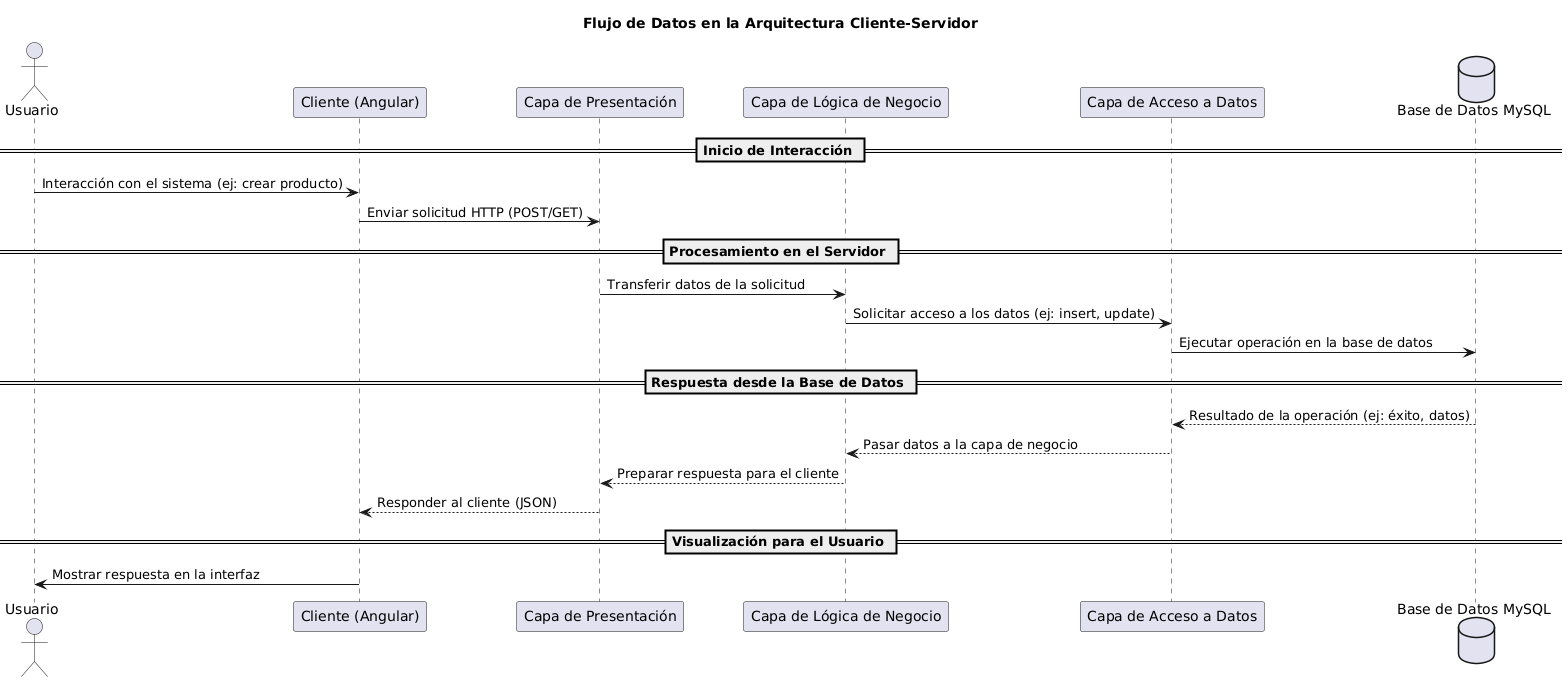 Flujo de Datos en la Arquitectura Cliente-Servidor
Usuario
Cliente (Angular)
Capa de Presentación
Capa de Lógica de Negocio
Capa de Acceso a Datos
Base de Datos MySQL
Inicio de Interacción
Interacción con el sistema (ej: crear producto)
Enviar solicitud HTTP (POST/GET)
Procesamiento en el Servidor
Transferir datos de la solicitud
Solicitar acceso a los datos (ej: insert, update)
Ejecutar operación en la base de datos
Respuesta desde la Base de Datos
Resultado de la operación (ej: éxito, datos)
Pasar datos a la capa de negocio
Preparar respuesta para el cliente
Responder al cliente (JSON)
Visualización para el Usuario
Mostrar respuesta en la interfaz
Usuario
Cliente (Angular)
Capa de Presentación
Capa de Lógica de Negocio
Capa de Acceso a Datos
Base de Datos MySQL